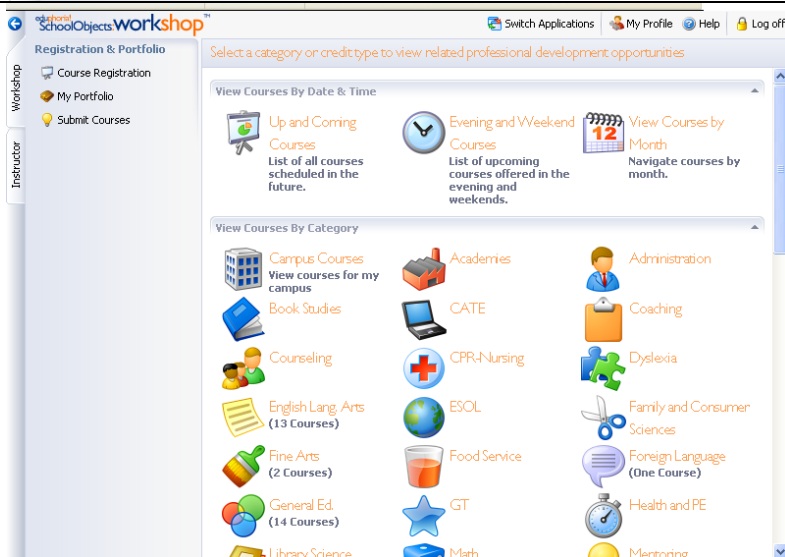 eduphoria!
SchoolObjects:workshop™
Switch Applications
My Profile
Help
Log off
Workshop
Instructor
Registration & Portfolio
Course Registration
My Portfolio
Submit Courses
Select a category or credit type to view related professional development opportunities
View Courses By Date & Time
Up and Coming
Courses
List of all courses
scheduled in the
future.
Evening and Weekend
Courses
List of upcoming
courses offered in the
evening and
weekends.
12
View Courses by
Month
Navigate courses by
month.
View Courses By Category
Campus Courses
View courses for my
campus
Academies
Administration
Book Studies
CATE
Coaching
Counseling
CPR-Nursing
Dyslexia
English Lang. Arts
(13 Courses)
ESOL
Family and Consumer
Sciences
Fine Arts
(2 Courses)
Food Service
Foreign Language
(One Course)
General Ed.
(14 Courses)
GT
Health and PE
Library Science
Math
Mentoring